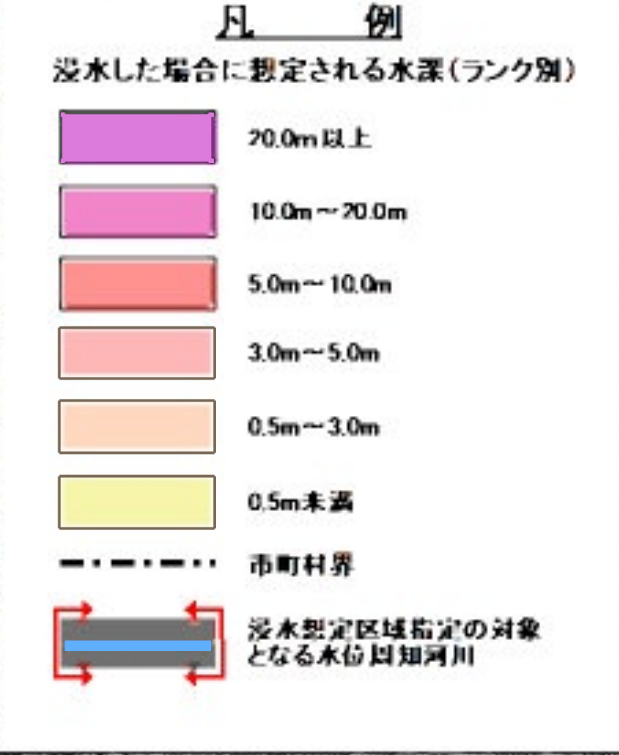 凡 例
浸水した場合に想定される水深(ランク別)
20.0m以上
10.0m～20.0m
5.0m～10.0m
3.0m～5.0m
0.5m～3.0m
0.5m未満
市町村界
浸水想定区域指定の対象
となる水位周知河川